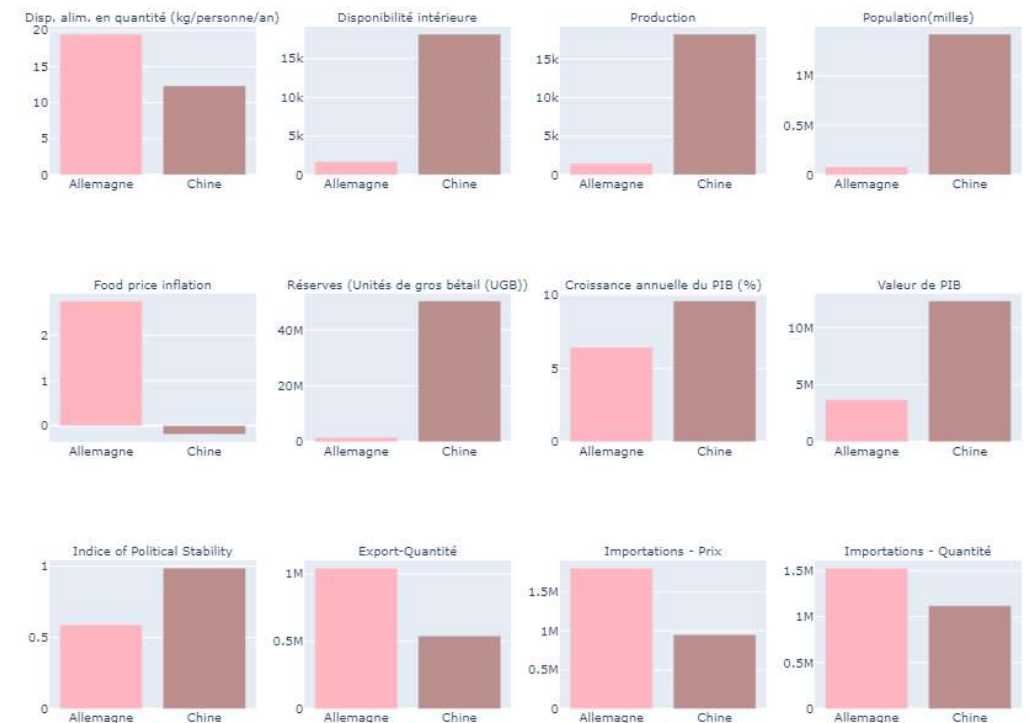 Disp. alim. en quantité (kg/personne/an)
20
15
10
5
0
Allemagne Chine
Disponibilité intérieure
15k
10k
5k
0
Allemagne Chine
Production
15k
10k
5k
0
Allemagne Chine
Population(milles)
1M
0.5M
0
Allemagne Chine
Food price inflation
2
1
0
Allemagne Chine
Réserves (Unités de gros bétail (UGB))
40M
20M
0
Allemagne Chine
Croissance annuelle du PIB (%)
10
5
0
Allemagne Chine
Valeur de PIB
10M
5M
0
Allemagne Chine
Indice of Political Stability
1
0.5
0
Allemagne Chine
Export-Quantité
1M
0.5M
0
Allemagne Chine
Importations - Prix
1.5M
1M
0.5M
0
Allemagne Chine
Importations - Quantité
1.5M
1M
0.5M
0
Allemagne Chine